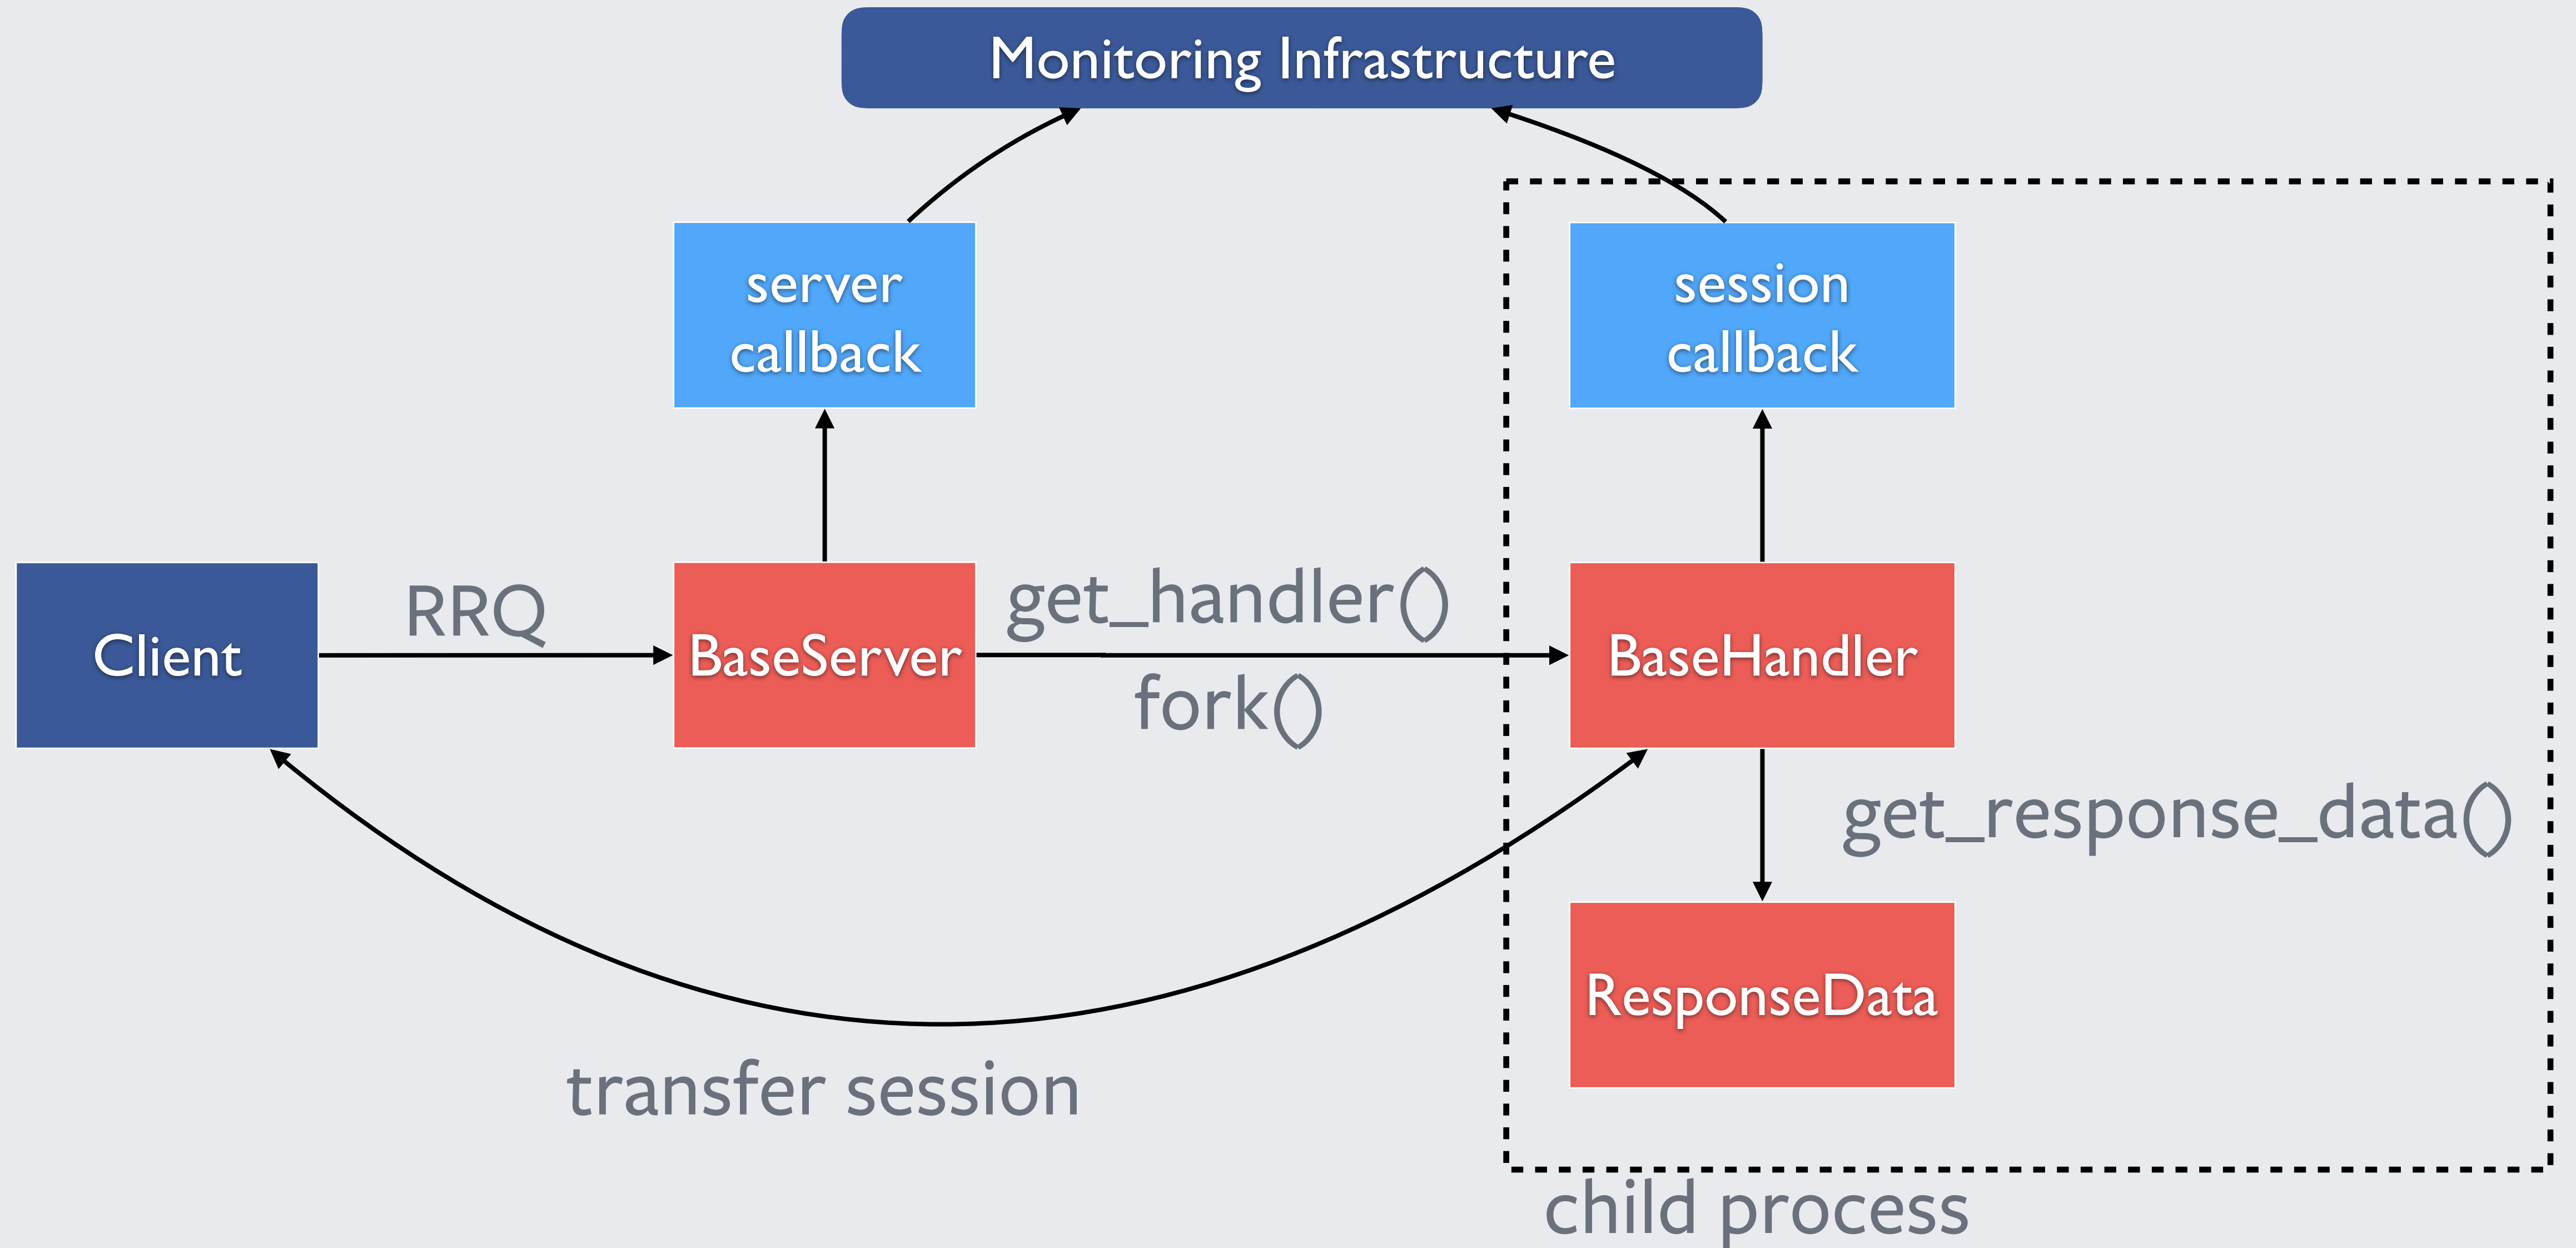 Monitoring Infrastructure
server
callback
session
callback
Client
RRQ
BaseServer
get_handler()
fork()
BaseHandler
get_response_data()
ResponseData
transfer session
child process